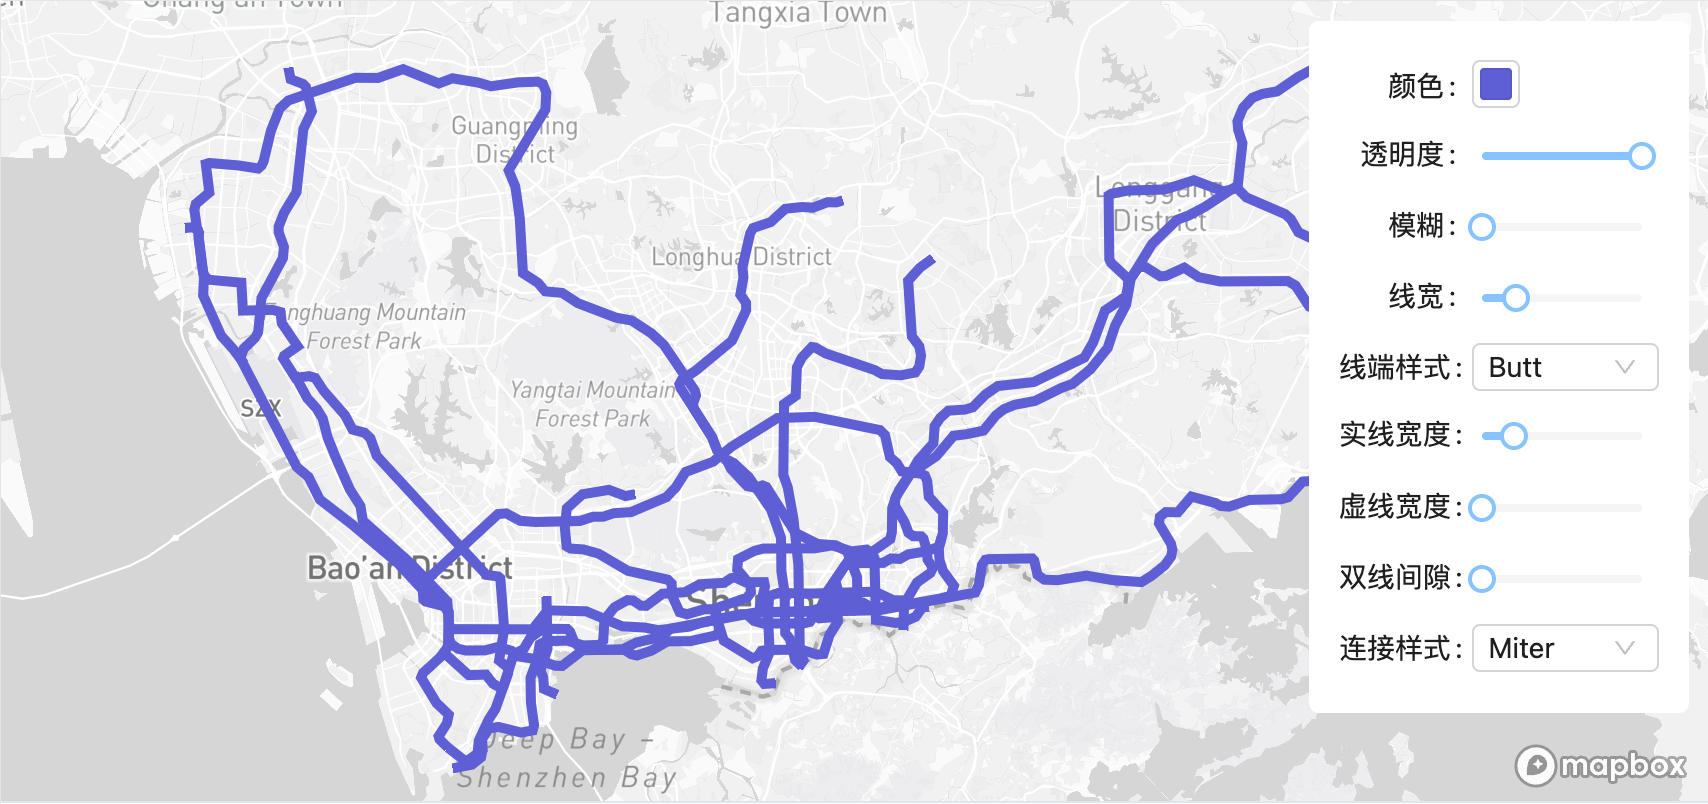 Tangxia Town
Guangming
District
Longgang
District
Longhua District
Fenghuang Mountain
Forest Park
Yangtai Mountain
Forest Park
SZX
Bao'an District
Deep Bay –
Shenzhen Bay
颜色:
透明度:
模糊:
线宽:
线端样式: Butt
实线宽度:
虚线宽度:
双线间隙:
连接样式: Miter
mapbox